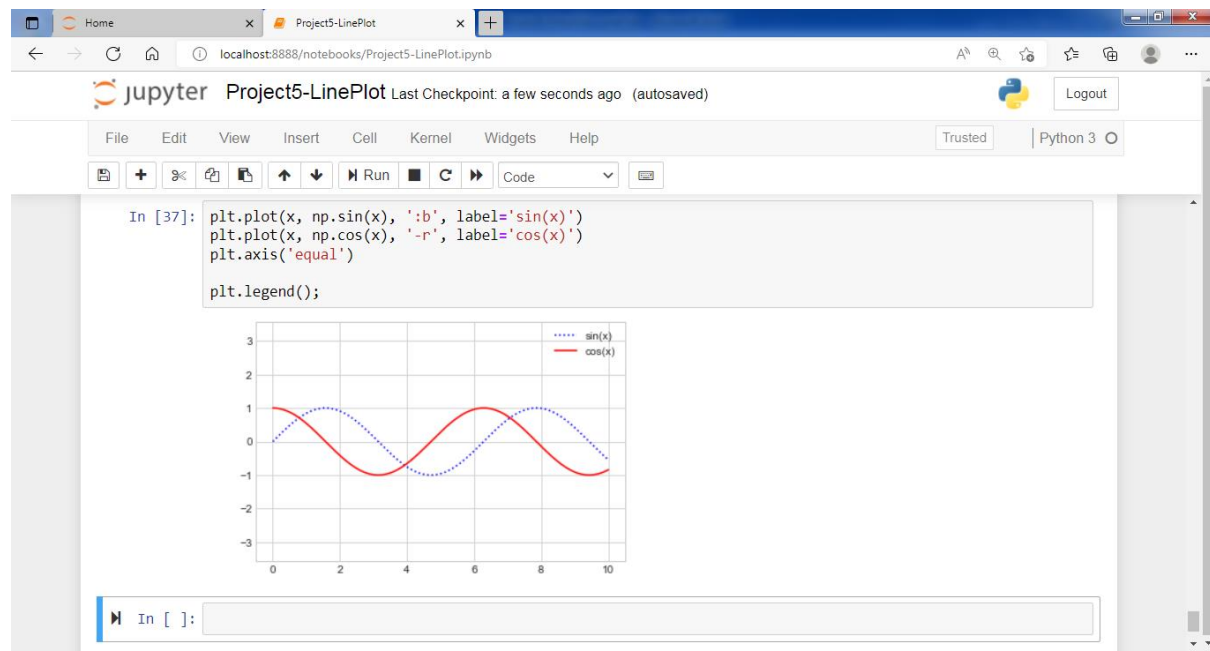 Home
Project5-LinePlot
localhost:8888/notebooks/Project5-LinePlot.ipynb
jupyter Project5-LinePlot Last Checkpoint: a few seconds ago (autosaved)
Logout
File Edit View Insert Cell Kernel Widgets Help
Trusted Python 3
Run Code
In [37]: plt.plot(x, np.sin(x), ':b', label='sin(x)')
plt.plot(x, np.cos(x), '-r', label='cos(x)')
plt.axis('equal')
plt.legend();
sin(x)
cos(x)
3
2
1
0
−1
−2
−3
0 2 4 6 8 10
In [ ]: